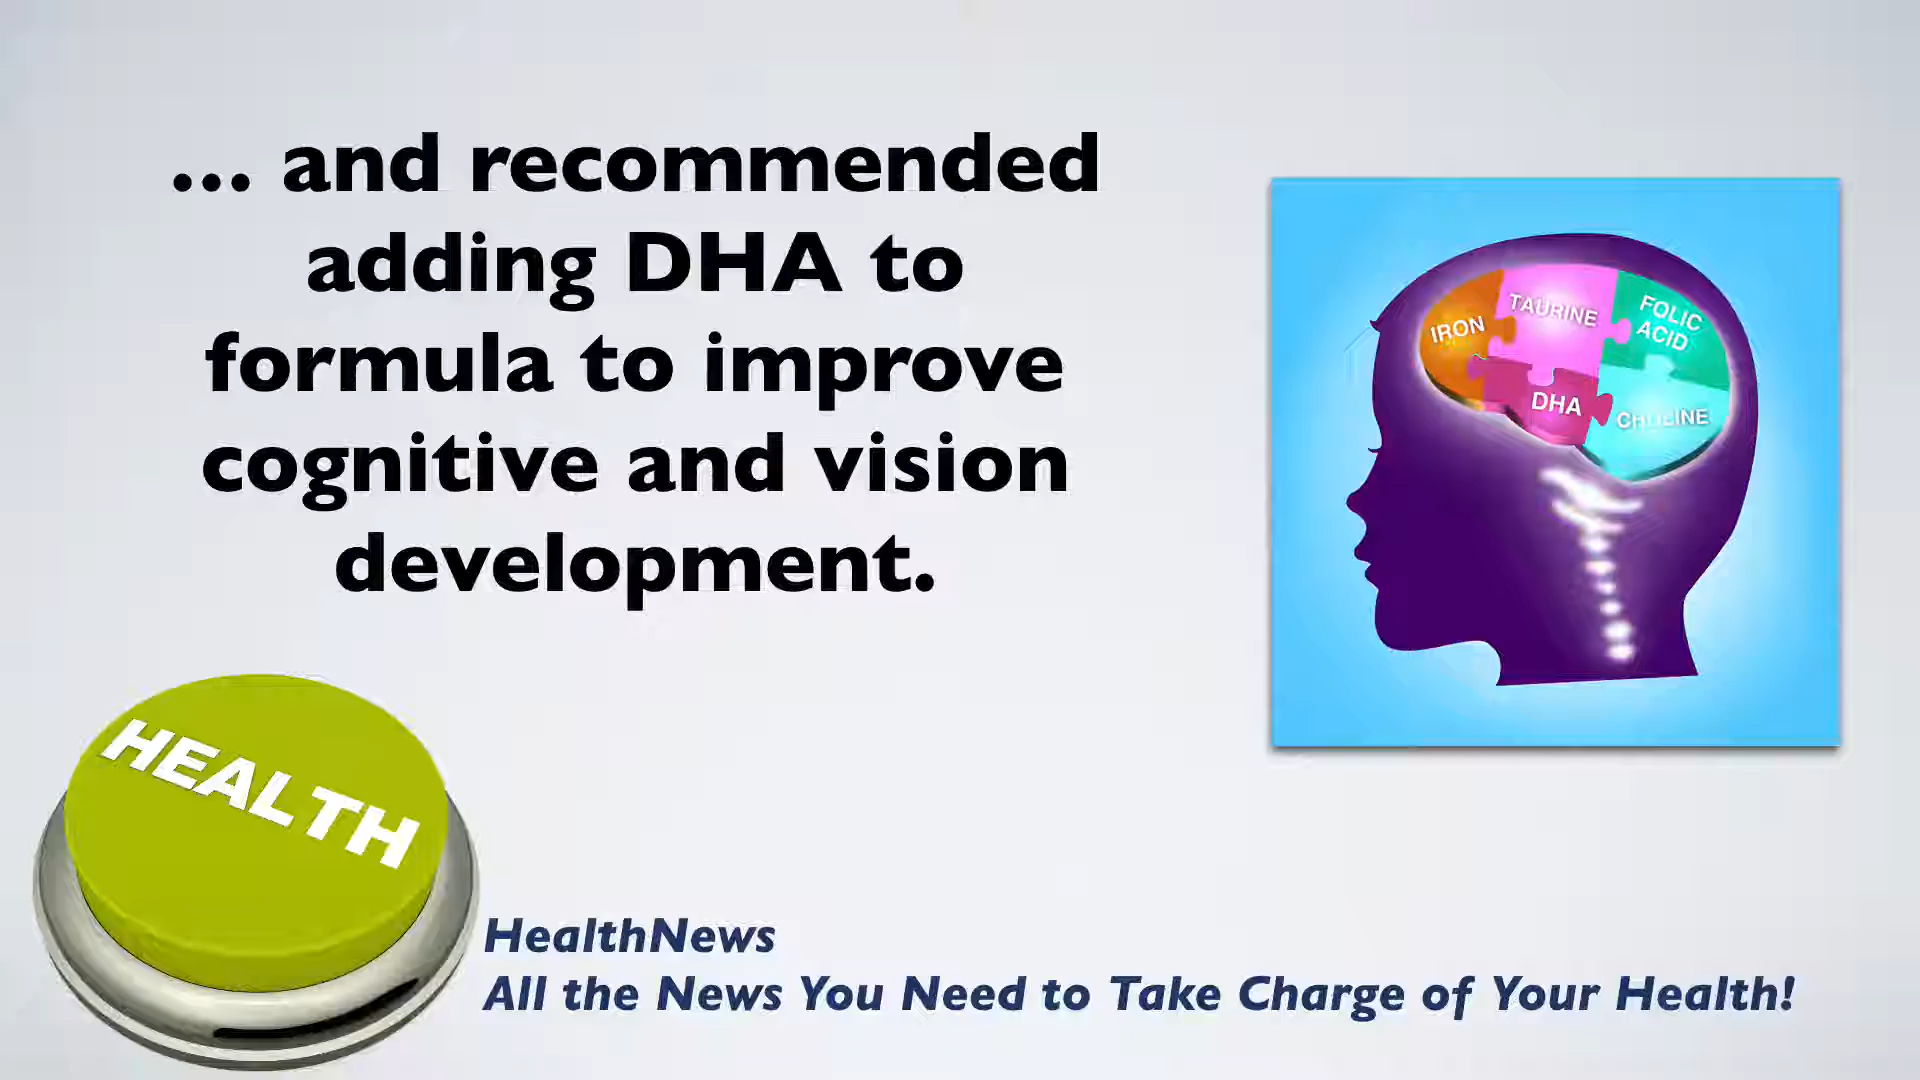 ... and recommended
adding DHA to
formula to improve
cognitive and vision
development.
IRON
TAURINE
FOLIC
ACID
DHA
CHOLINE
HEALTH
HealthNews
All the News You Need to Take Charge of Your Health!